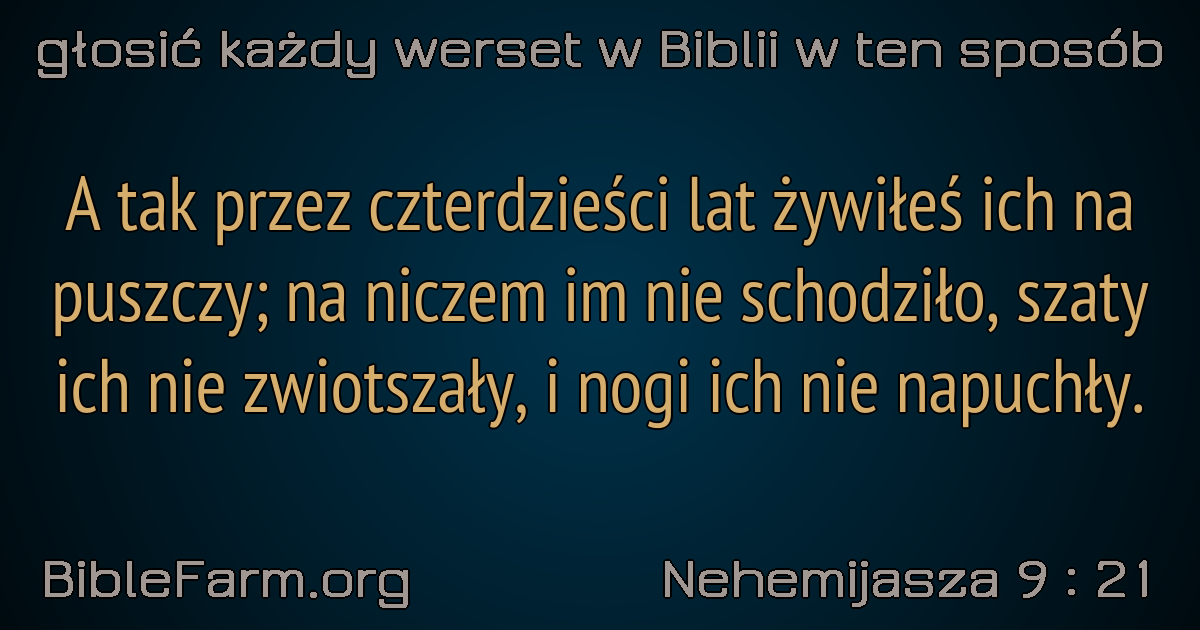 głosić każdy werset w Biblii w ten sposób
A tak przez czterdzieści lat żywiłeś ich na
puszczy; na niczem im nie schodziło, szaty
ich nie zwiotszały, i nogi ich nie napuchły.
BibleFarm.org
Nehemijasza 9 : 21